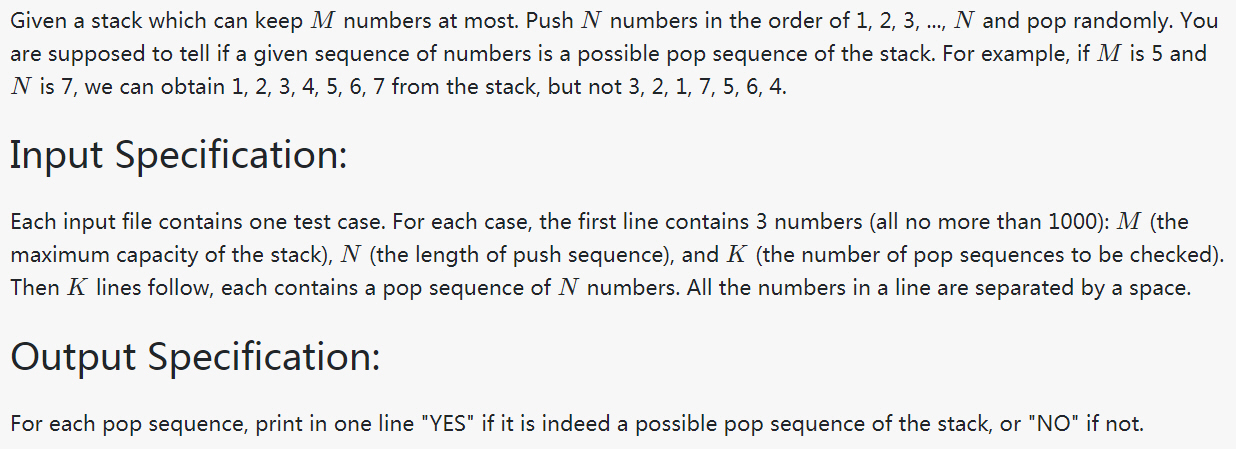 Given a stack which can keep M numbers at most. Push N numbers in the order of 1, 2, 3, ..., N and pop randomly. You
are supposed to tell if a given sequence of numbers is a possible pop sequence of the stack. For example, if M is 5 and
N is 7, we can obtain 1, 2, 3, 4, 5, 6, 7 from the stack, but not 3, 2, 1, 7, 5, 6, 4.
Input Specification:
Each input file contains one test case. For each case, the first line contains 3 numbers (all no more than 1000): M (the
maximum capacity of the stack), N (the length of push sequence), and K (the number of pop sequences to be checked).
Then K lines follow, each contains a pop sequence of N numbers. All the numbers in a line are separated by a space.
Output Specification:
For each pop sequence, print in one line "YES" if it is indeed a possible pop sequence of the stack, or "NO" if not.